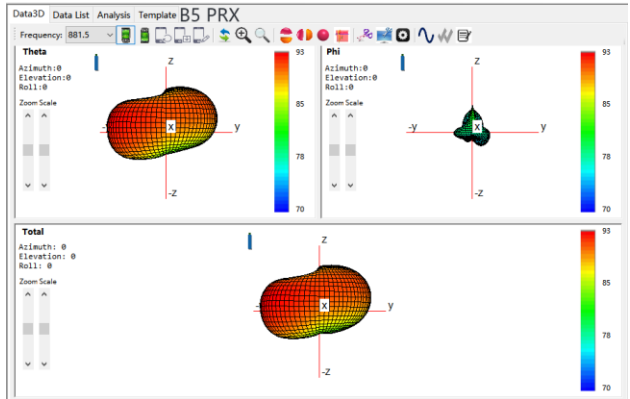 Data3D Data List Analysis Template B5 PRX
Frequency: 881.5
Theta
Azimuth:0
Elevation:0
Roll:0
Zoom Scale
z
-
x
y
-z
93
85
78
70
Phi
Azimuth:0
Elevation:0
Roll:0
Zoom Scale
z
-y
x
y
-z
93
85
78
70
Total
Azimuth: 0
Elevation: 0
Roll: 0
Zoom Scale
z
-
x
y
-z
93
85
78
70